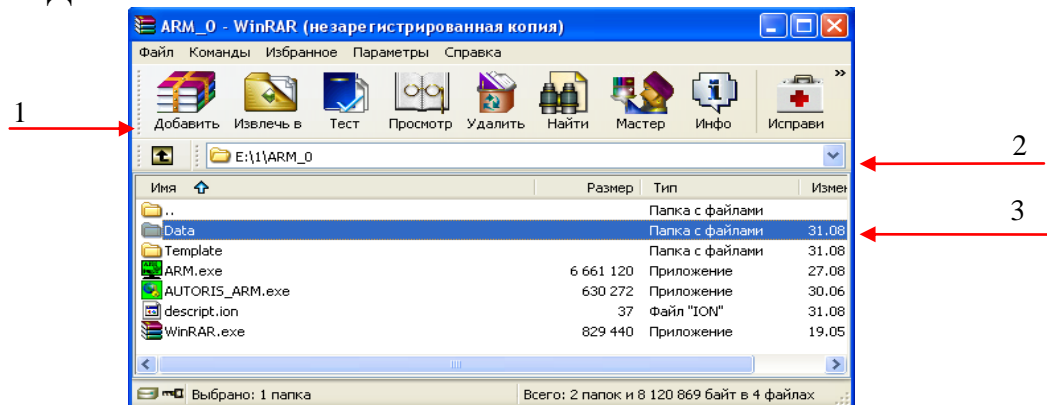 ARM_0 - WinRAR (незарегистрированная копия)
Файл Команды Избранное Параметры Справка
1
Добавить Извлечь в Тест Просмотр Удалить Найти Мастер Инфо Исправи »
E:\1\ARM_0
2
Имя Размер Тип Измен
.. Папка с файлами
3
Data Папка с файлами 31.08
Template Папка с файлами 31.08
ARM.exe 6 661 120 Приложение 27.08
AUTORIS_ARM.exe 630 272 Приложение 30.06
descript.ion 37 Файл "ION" 31.08
WinRAR.exe 829 440 Приложение 19.05
Выбрано: 1 папка Всего: 2 папок и 8 120 869 байт в 4 файлах